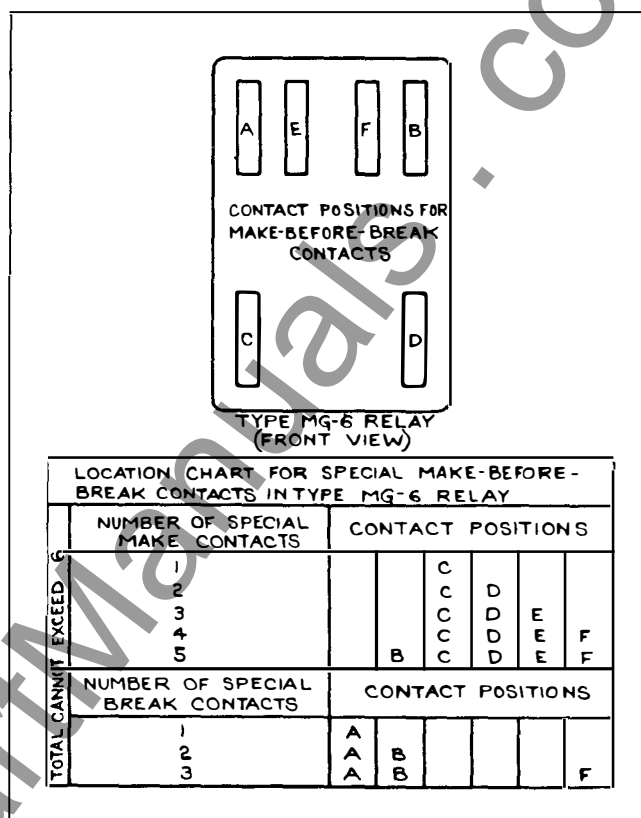 A E F B
CONTACT POSITIONS FOR
MAKE-BEFORE-BREAK
CONTACTS
C D
TYPE MG-6 RELAY
(FRONT VIEW)
LOCATION CHART FOR SPECIAL MAKE-BEFORE-
BREAK CONTACTS IN TYPE MG-6 RELAY
TOTAL CANNOT EXCEED 6
NUMBER OF SPECIAL
MAKE CONTACTS
CONTACT POSITIONS
1 C
2 C D
3 C D E
4 C D E F
5 B C D E F
NUMBER OF SPECIAL
BREAK CONTACTS
CONTACT POSITIONS
1 A
2 A B
3 A B F